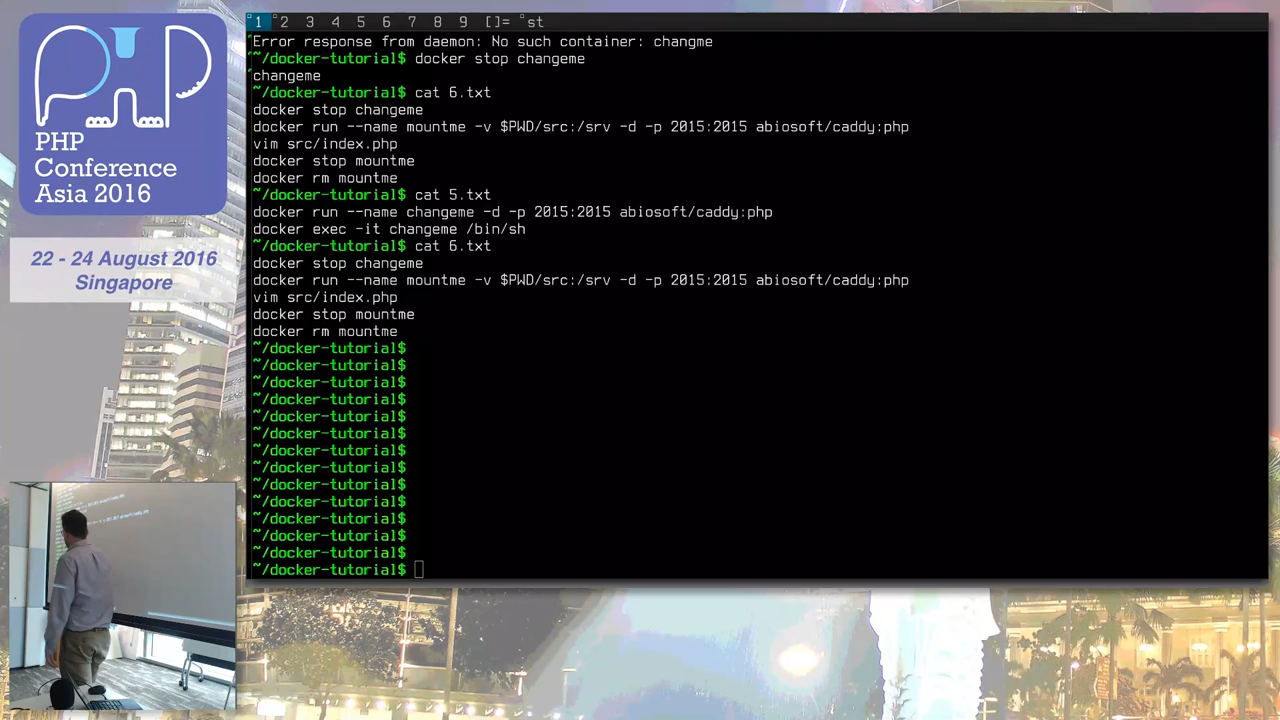 PHP
Conference
Asia 2016
22 - 24 August 2016
Singapore
1 2 3 4 5 6 7 8 9 []= st
Error response from daemon: No such container: changme
~/docker-tutorial$ docker stop changeme
changeme
~/docker-tutorial$ cat 6.txt
docker stop changeme
docker run --name mountme -v $PWD/src:/srv -d -p 2015:2015 abiosoft/caddy:php
vim src/index.php
docker stop mountme
docker rm mountme
~/docker-tutorial$ cat 5.txt
docker run --name changeme -d -p 2015:2015 abiosoft/caddy:php
docker exec -it changeme /bin/sh
~/docker-tutorial$ cat 6.txt
docker stop changeme
docker run --name mountme -v $PWD/src:/srv -d -p 2015:2015 abiosoft/caddy:php
vim src/index.php
docker stop mountme
docker rm mountme
~/docker-tutorial$
~/docker-tutorial$
~/docker-tutorial$
~/docker-tutorial$
~/docker-tutorial$
~/docker-tutorial$
~/docker-tutorial$
~/docker-tutorial$
~/docker-tutorial$
~/docker-tutorial$
~/docker-tutorial$
~/docker-tutorial$
~/docker-tutorial$
~/docker-tutorial$